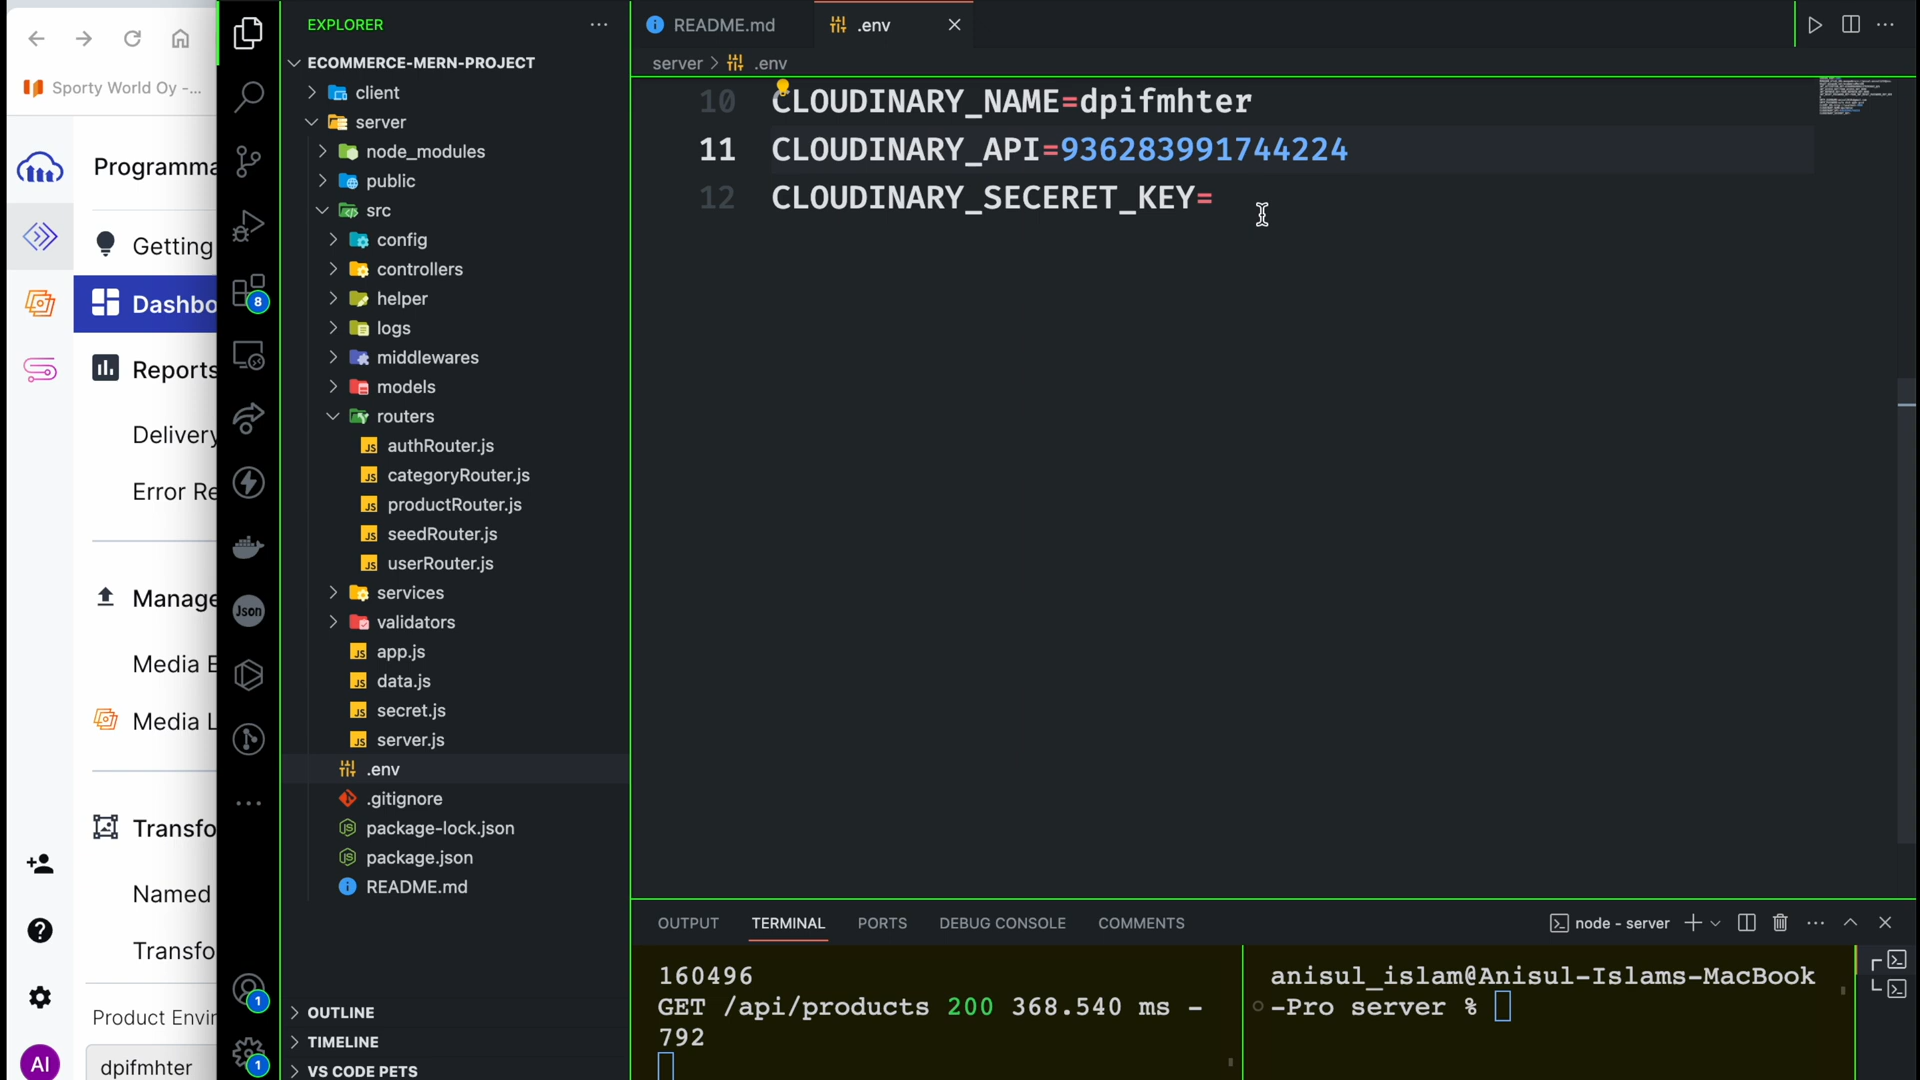 Sporty World Oy -...
Programma
Getting
Dashbo
Reports
Delivery
Error Re
Manage
Media E
Media L
Transfo
Named
Transfo
Product Envir
AI
dpifmhter
8
Json
1
1
EXPLORER
ECOMMERCE-MERN-PROJECT
client
server
node_modules
public
src
config
controllers
helper
logs
middlewares
models
routers
authRouter.js
categoryRouter.js
productRouter.js
seedRouter.js
userRouter.js
services
validators
app.js
data.js
secret.js
server.js
.env
.gitignore
package-lock.json
package.json
README.md
OUTLINE
TIMELINE
VS CODE PETS
README.md
.env
server > .env
10 CLOUDINARY_NAME=dpifmhter
11 CLOUDINARY_API=936283991744224
12 CLOUDINARY_SECERET_KEY=
OUTPUT TERMINAL PORTS DEBUG CONSOLE COMMENTS
node - server
160496
GET /api/products 200 368.540 ms -
792
anisul_islam@Anisul-Islams-MacBook
-Pro server %